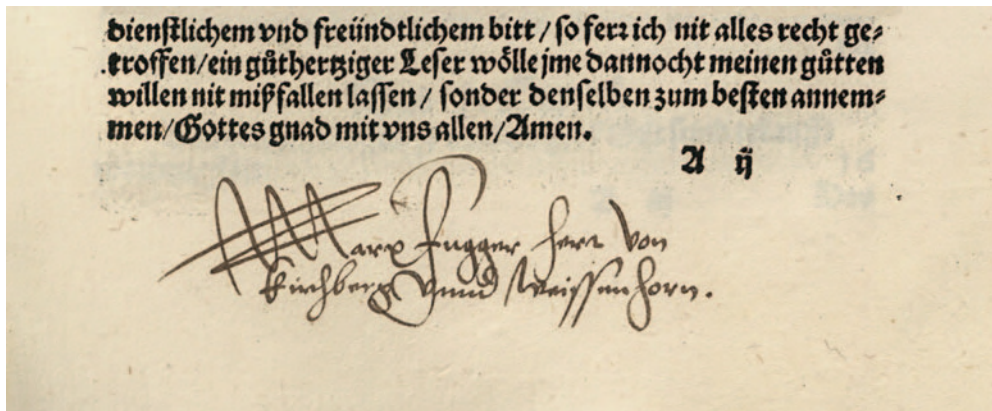 dienstlichem vnd freündtlichem bitt / so ferꝛ ich nit alles recht ge⸗
troffen / ein gůthertziger Leser wölle jme dannocht meinen gůtten
willen nit mißfallen lassen / sonder denselben zum besten annem⸗
men / Gottes gnad mit vns allen / Amen.
A ij
Marx Fugger herr von
Kirchberg vnnd Weissenhorn.